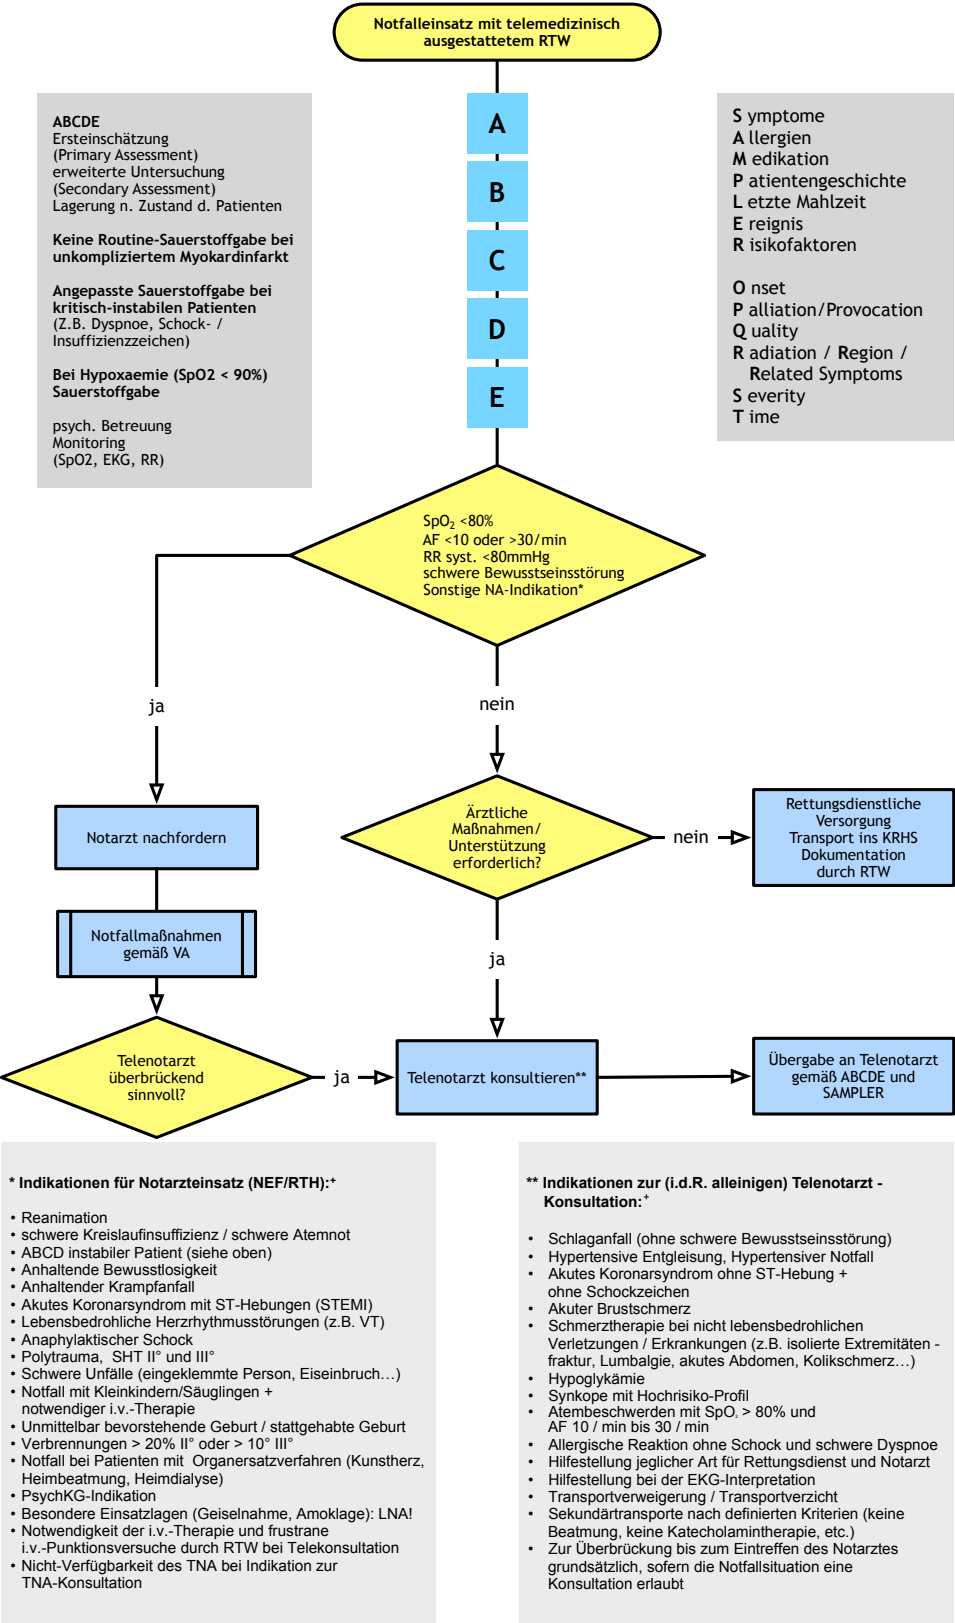 Notfalleinsatz mit telemedizinisch
ausgestattetem RTW
ABCDE
Ersteinschätzung
(Primary Assessment)
erweiterte Untersuchung
(Secondary Assessment)
Lagerung n. Zustand d. Patienten
Keine Routine-Sauerstoffgabe bei
unkompliziertem Myokardinfarkt
Angepasste Sauerstoffgabe bei
kritisch-instabilen Patienten
(Z.B. Dyspnoe, Schock- /
Insuffizienzzeichen)
Bei Hypoxaemie (SpO2 < 90%)
Sauerstoffgabe
psych. Betreuung
Monitoring
(SpO2, EKG, RR)
A
B
C
D
E
S ymptome
A llergien
M edikation
P atientengeschichte
L etzte Mahlzeit
E reignis
R isikofaktoren
O nset
P alliation/Provocation
Q uality
R adiation / Region /
Related Symptoms
S everity
T ime
SpO₂ <80%
AF <10 oder >30/min
RR syst. <80mmHg
schwere Bewusstseinsstörung
Sonstige NA-Indikation*
ja
nein
Notarzt nachfordern
Ärztliche
Maßnahmen/
Unterstützung
erforderlich?
nein
Rettungsdienstliche
Versorgung
Transport ins KRHS
Dokumentation
durch RTW
Notfallmaßnahmen
gemäß VA
ja
Telenotarzt
überbrückend
sinnvoll?
ja
Telenotarzt konsultieren**
Übergabe an Telenotarzt
gemäß ABCDE und
SAMPLER
* Indikationen für Notarzteinsatz (NEF/RTH):⁺
• Reanimation
• schwere Kreislaufinsuffizienz / schwere Atemnot
• ABCD instabiler Patient (siehe oben)
• Anhaltende Bewusstlosigkeit
• Anhaltender Krampfanfall
• Akutes Koronarsyndrom mit ST-Hebungen (STEMI)
• Lebensbedrohliche Herzrhythmusstörungen (z.B. VT)
• Anaphylaktischer Schock
• Polytrauma, SHT II° und III°
• Schwere Unfälle (eingeklemmte Person, Eiseinbruch…)
• Notfall mit Kleinkindern/Säuglingen +
notwendiger i.v.-Therapie
• Unmittelbar bevorstehende Geburt / stattgehabte Geburt
• Verbrennungen > 20% II° oder > 10° III°
• Notfall bei Patienten mit Organersatzverfahren (Kunstherz,
Heimbeatmung, Heimdialyse)
• PsychKG-Indikation
• Besondere Einsatzlagen (Geiselnahme, Amoklage): LNA!
• Notwendigkeit der i.v.-Therapie und frustrane
i.v.-Punktionsversuche durch RTW bei Telekonsultation
• Nicht-Verfügbarkeit des TNA bei Indikation zur
TNA-Konsultation
** Indikationen zur (i.d.R. alleinigen) Telenotarzt -
Konsultation:⁺
• Schlaganfall (ohne schwere Bewusstseinsstörung)
• Hypertensive Entgleisung, Hypertensiver Notfall
• Akutes Koronarsyndrom ohne ST-Hebung +
ohne Schockzeichen
• Akuter Brustschmerz
• Schmerztherapie bei nicht lebensbedrohlichen
Verletzungen / Erkrankungen (z.B. isolierte Extremitäten -
fraktur, Lumbalgie, akutes Abdomen, Kolikschmerz…)
• Hypoglykämie
• Synkope mit Hochrisiko-Profil
• Atembeschwerden mit SpO₂ > 80% und
AF 10 / min bis 30 / min
• Allergische Reaktion ohne Schock und schwere Dyspnoe
• Hilfestellung jeglicher Art für Rettungsdienst und Notarzt
• Hilfestellung bei der EKG-Interpretation
• Transportverweigerung / Transportverzicht
• Sekundärtransporte nach definierten Kriterien (keine
Beatmung, keine Katecholamintherapie, etc.)
• Zur Überbrückung bis zum Eintreffen des Notarztes
grundsätzlich, sofern die Notfallsituation eine
Konsultation erlaubt